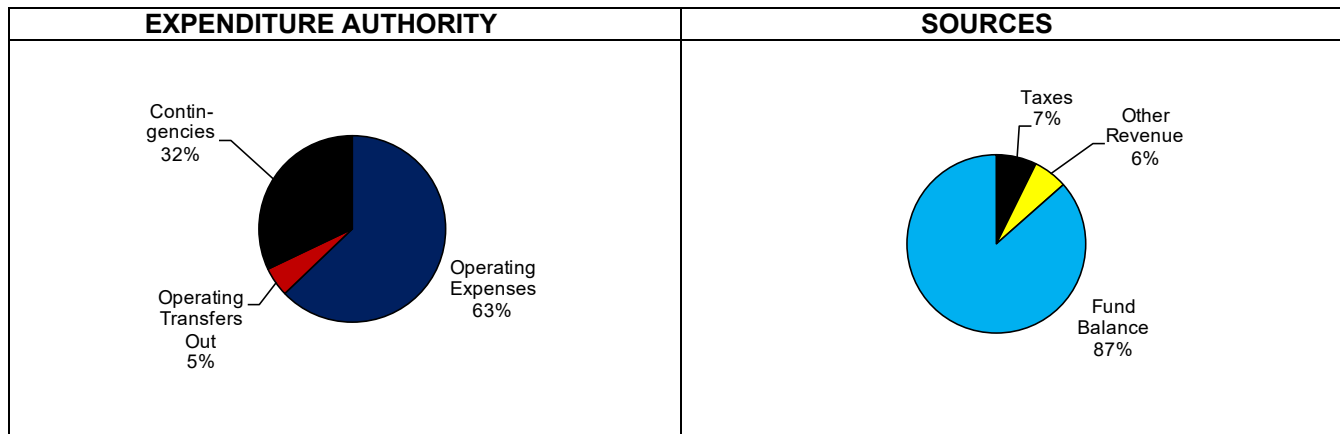 EXPENDITURE AUTHORITY
Contin-
gencies
32%
Operating
Expenses
63%
Operating
Transfers
Out
5%
SOURCES
Taxes
7%
Other
Revenue
6%
Fund
Balance
87%